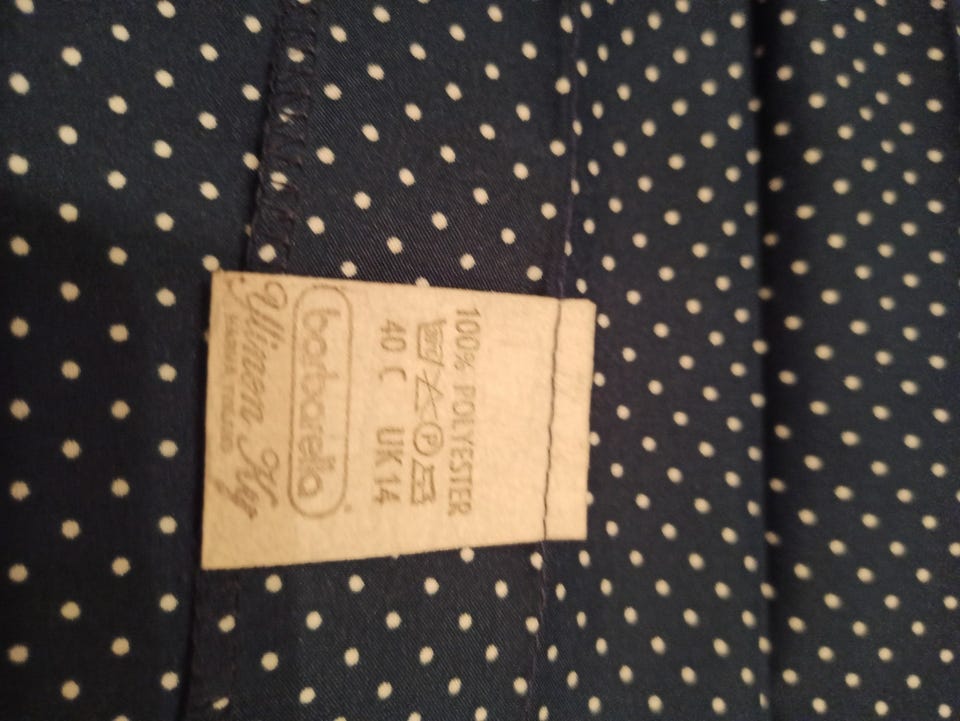 100% POLYESTER
P
40 C UK 14
barbarella